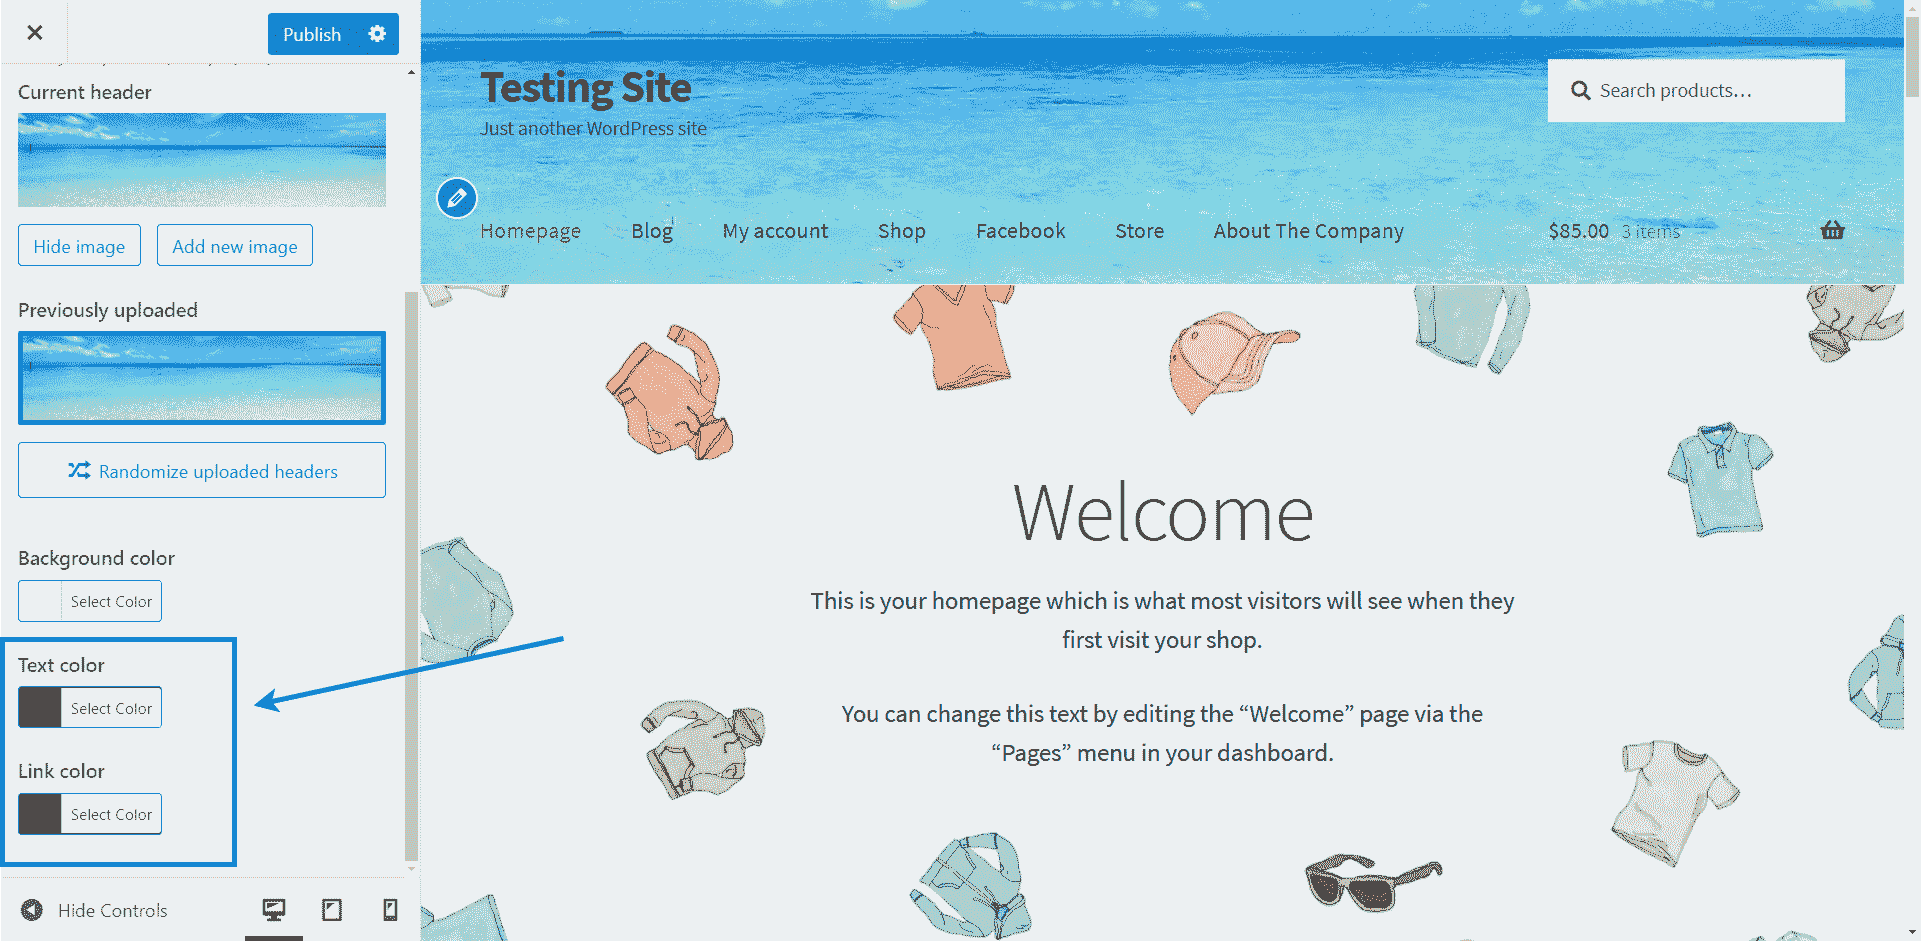 Publish
Current header
Hide image
Add new image
Previously uploaded
Randomize uploaded headers
Background color
Select Color
Text color
Select Color
Link color
Select Color
Hide Controls
Testing Site
Just another WordPress site
Search products…
Homepage Blog My account Shop Facebook Store About The Company
$85.00 3 items
Welcome
This is your homepage which is what most visitors will see when they
first visit your shop.
You can change this text by editing the “Welcome” page via the
“Pages” menu in your dashboard.